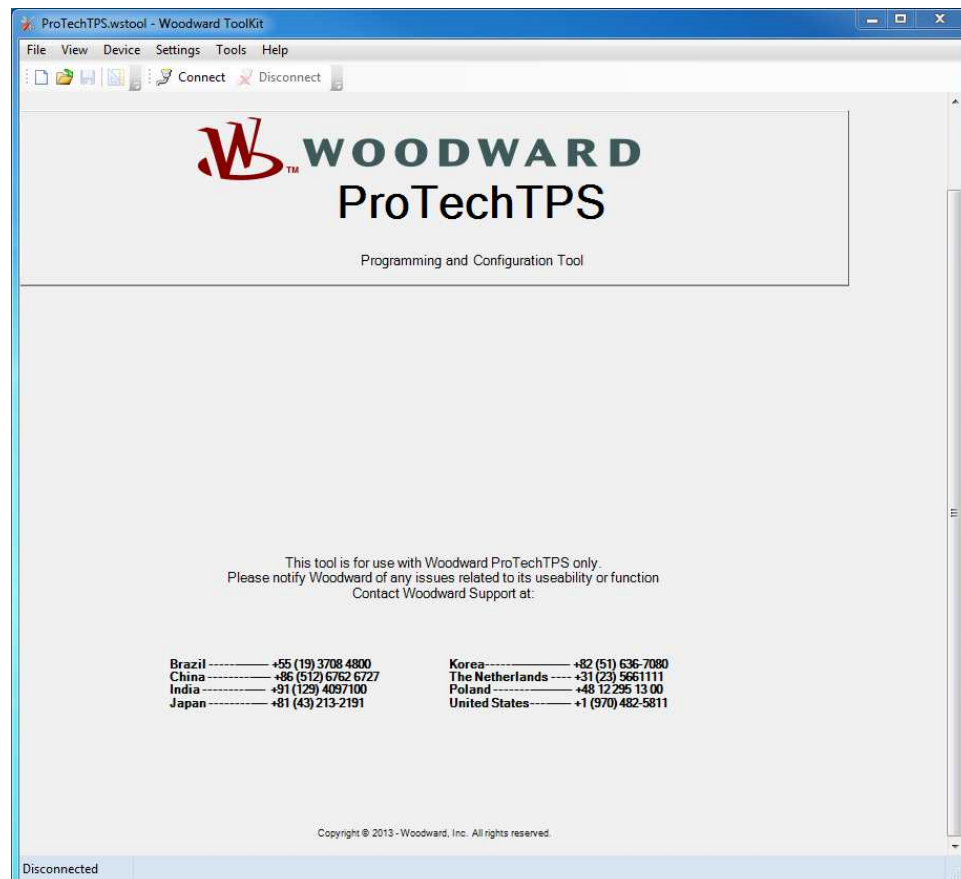 ProTechTPS.wstool - Woodward ToolKit
File View Device Settings Tools Help
Connect Disconnect
WOODWARD
TM
ProTechTPS
Programming and Configuration Tool
This tool is for use with Woodward ProTechTPS only.
Please notify Woodward of any issues related to its useability or function
Contact Woodward Support at:
Brazil ----------- +55 (19) 3708 4800
China ----------- +86 (512) 6762 6727
India ----------- +91 (129) 4097100
Japan ----------- +81 (43) 213-2191
Korea--------------- +82 (51) 636-7080
The Netherlands ---- +31 (23) 5661111
Poland ------------- +48 12 295 13 00
United States------- +1 (970) 482-5811
Copyright © 2013 - Woodward, Inc. All rights reserved.
Disconnected